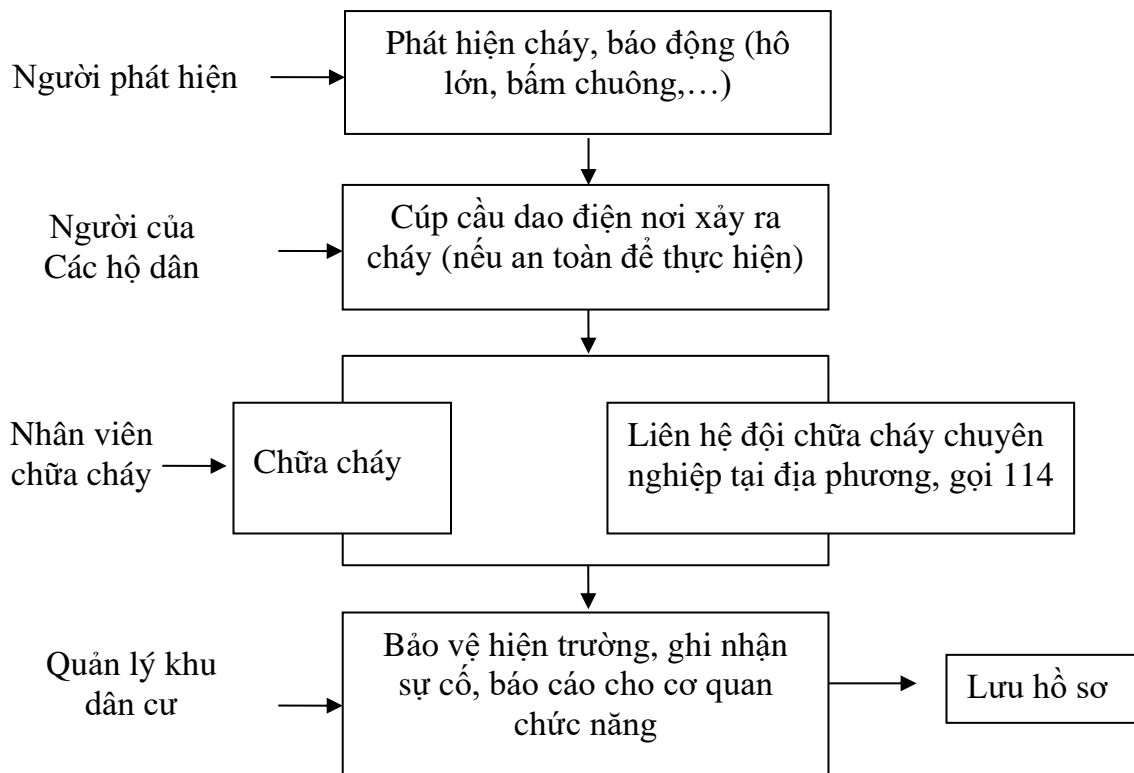 Phát hiện cháy, báo động (hô
lớn, bấm chuông,…)
Người phát hiện
Cúp cầu dao điện nơi xảy ra
cháy (nếu an toàn để thực hiện)
Người của
Các hộ dân
Nhân viên
chữa cháy
Chữa cháy
Liên hệ đội chữa cháy chuyên
nghiệp tại địa phương, gọi 114
Quản lý khu
dân cư
Bảo vệ hiện trường, ghi nhận
sự cố, báo cáo cho cơ quan
chức năng
Lưu hồ sơ